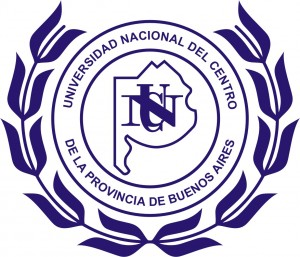 UNIVERSIDAD NACIONAL DEL CENTRO
UNC
DE LA PROVINCIA DE BUENOS AIRES